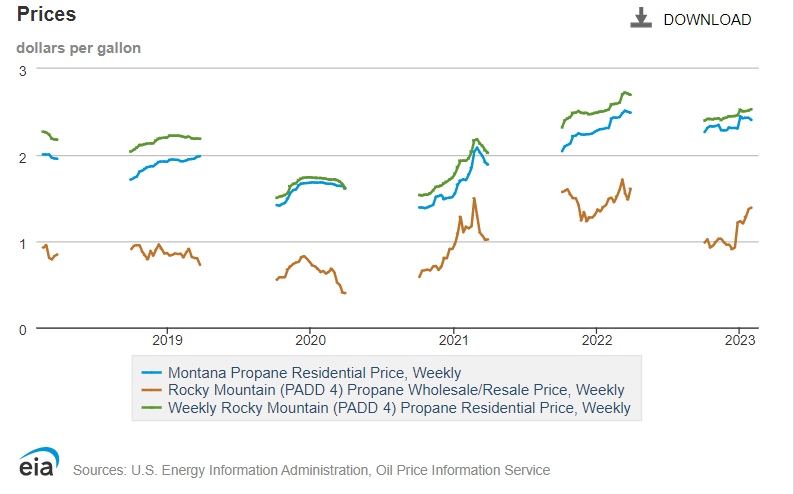 Prices
DOWNLOAD
dollars per gallon
3
2
1
0
2019 2020 2021 2022 2023
Montana Propane Residential Price, Weekly
Rocky Mountain (PADD 4) Propane Wholesale/Resale Price, Weekly
Weekly Rocky Mountain (PADD 4) Propane Residential Price, Weekly
eia Sources: U.S. Energy Information Administration, Oil Price Information Service